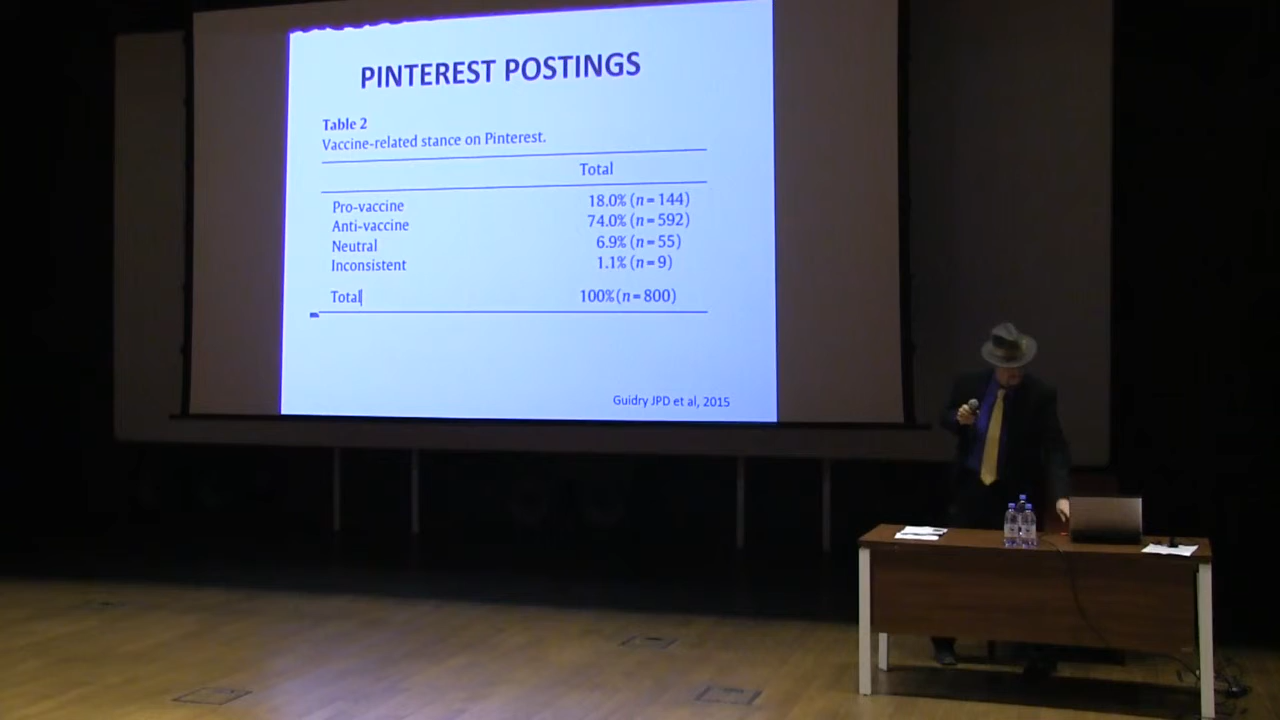 PINTEREST POSTINGS
Table 2
Vaccine-related stance on Pinterest.
Total
Pro-vaccine 18.0% (n = 144)
Anti-vaccine 74.0% (n = 592)
Neutral 6.9% (n = 55)
Inconsistent 1.1% (n = 9)
Total 100% (n = 800)
Guidry JPD et al, 2015